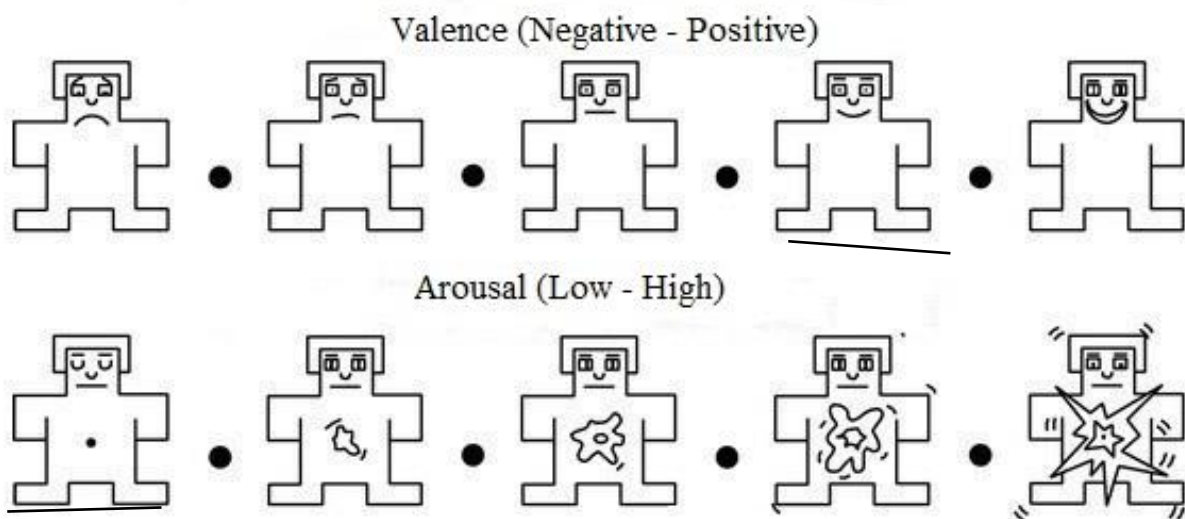 Valence (Negative - Positive)
Arousal (Low - High)